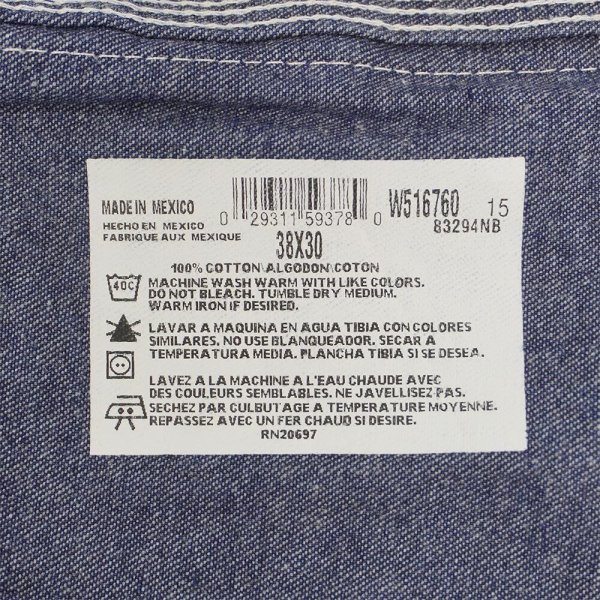 MADE IN MEXICO
HECHO EN MEXICO
FABRIQUE AUX MEXIQUE
0 29311 59378 0
W516760 15
83294NB
38X30
100% COTTON ALGODON COTON
40C
MACHINE WASH WARM WITH LIKE COLORS.
DO NOT BLEACH. TUMBLE DRY MEDIUM.
WARM IRON IF DESIRED.
LAVAR A MAQUINA EN AGUA TIBIA CON COLORES
SIMILARES. NO USE BLANQUEADOR. SECAR A
TEMPERATURA MEDIA. PLANCHA TIBIA SI SE DESEA.
LAVEZ A LA MACHINE A L'EAU CHAUDE AVEC
DES COULEURS SEMBLABLES. NE JAVELLISEZ PAS.
SECHEZ PAR CULBUTAGE A TEMPERATURE MOYENNE.
REPASSEZ AVEC UN FER CHAUD SI DESIRE.
RN20697